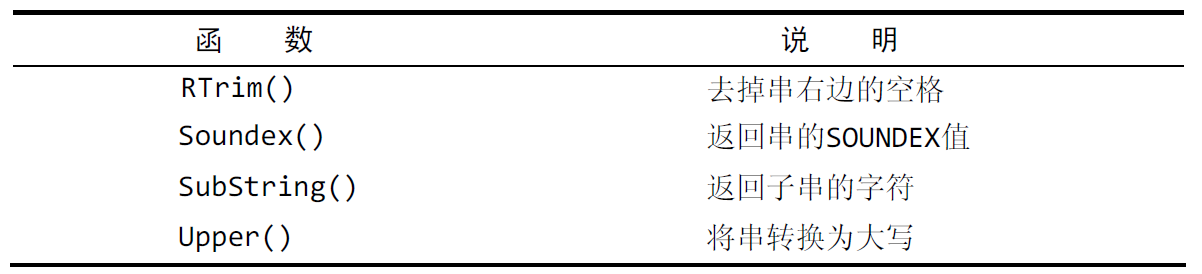 函 数 说 明
RTrim() 去掉串右边的空格
Soundex() 返回串的SOUNDEX值
SubString() 返回子串的字符
Upper() 将串转换为大写